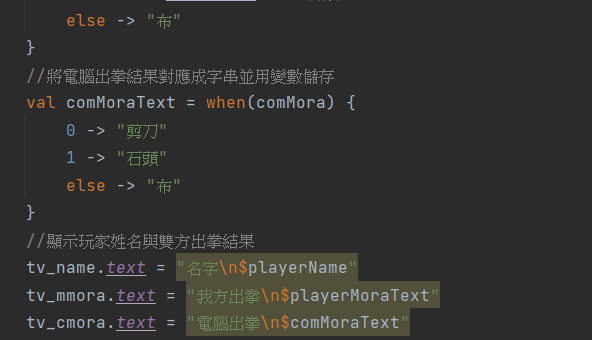 else -> "布"
}
//將電腦出拳結果對應成字串並用變數儲存
val comMoraText = when(comMora) {
0 -> "剪刀"
1 -> "石頭"
else -> "布"
}
//顯示玩家姓名與雙方出拳結果
tv_name.text = "名字\n$playerName"
tv_mmora.text = "我方出拳\n$playerMoraText"
tv_cmora.text = "電腦出拳\n$comMoraText"